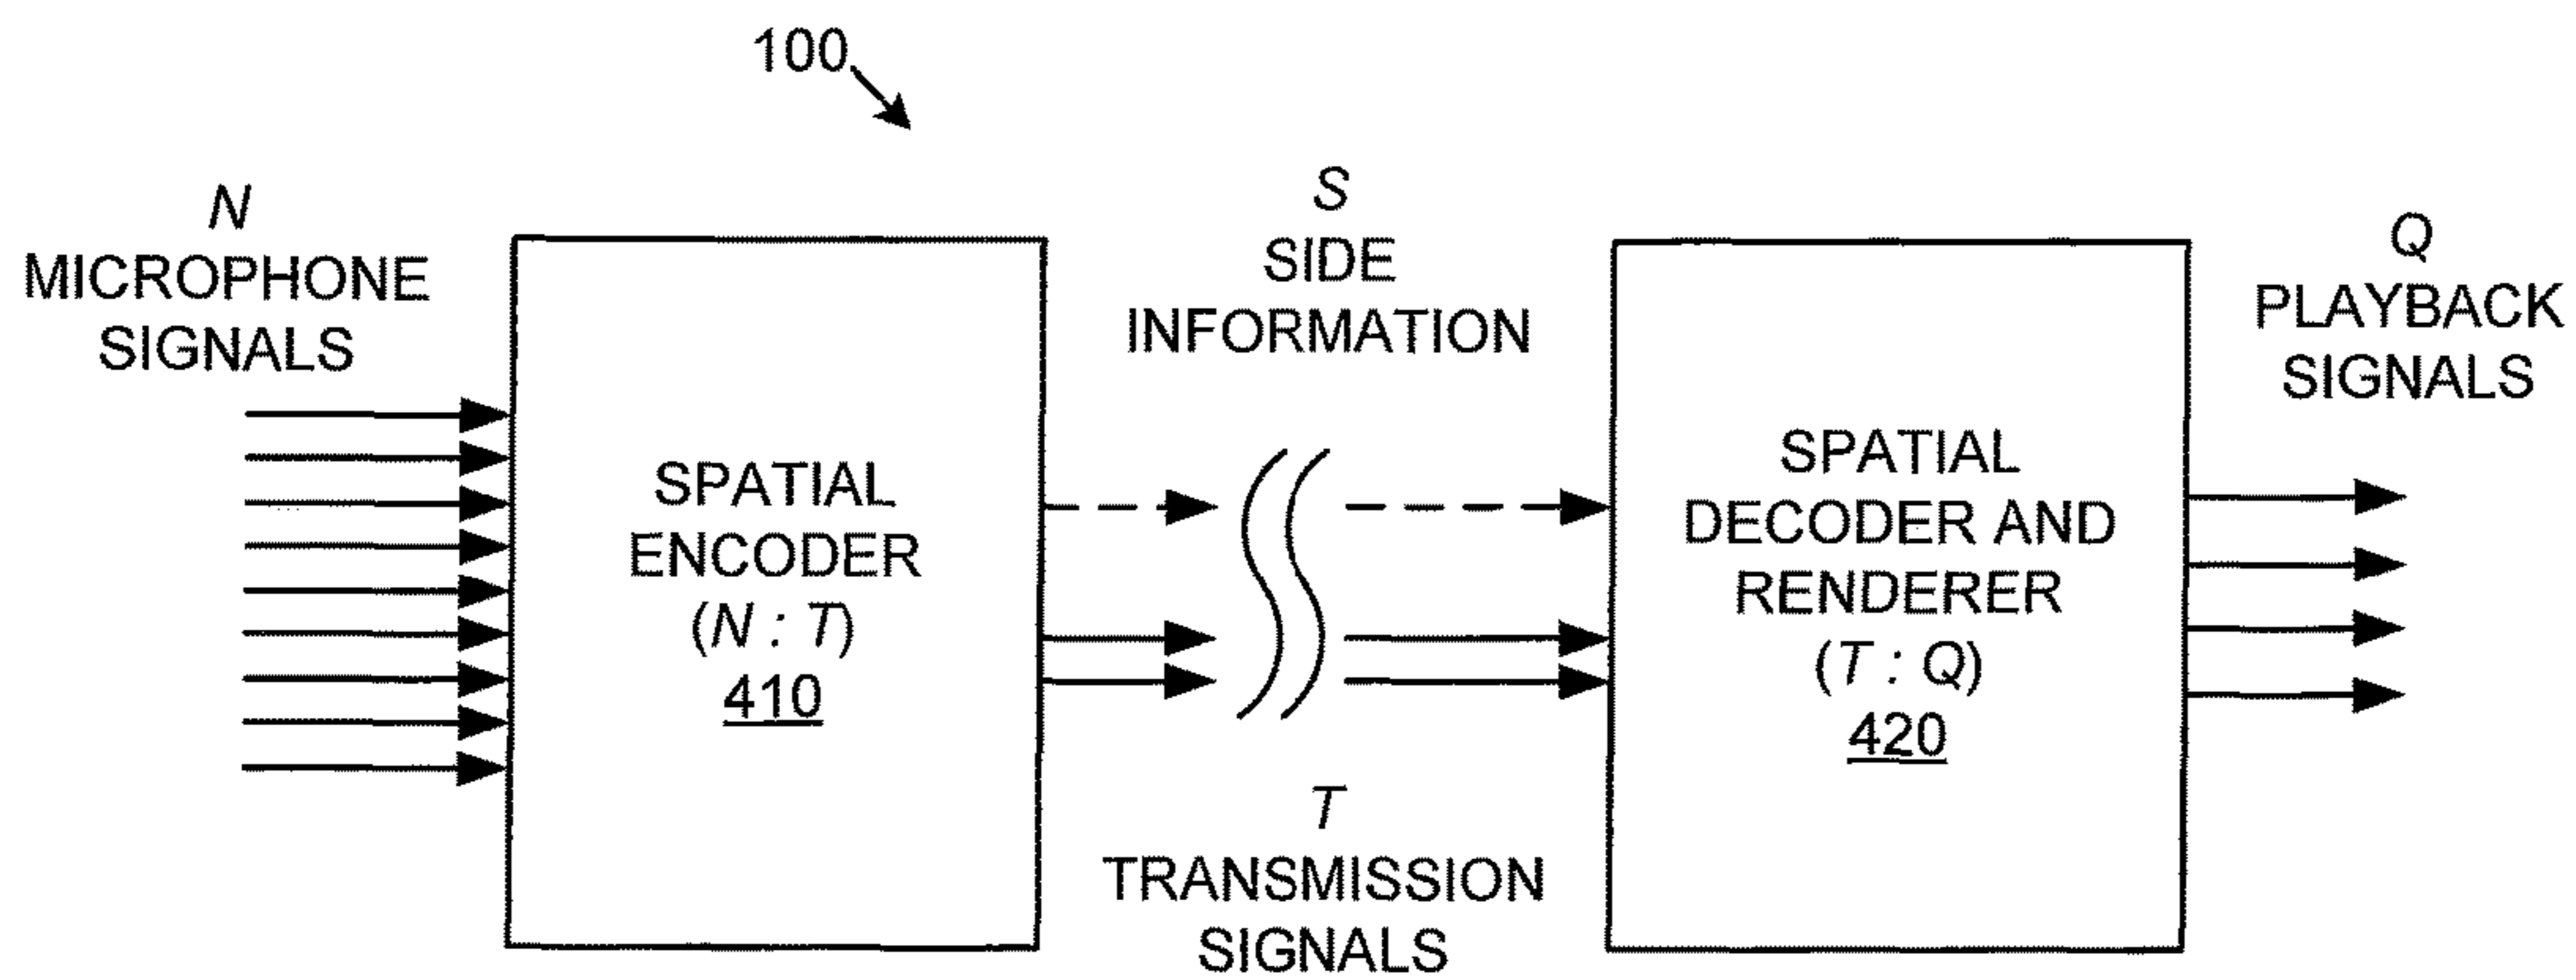 100
N
MICROPHONE
SIGNALS
SPATIAL
ENCODER
(N : T)
410
S
SIDE
INFORMATION
T
TRANSMISSION
SIGNALS
SPATIAL
DECODER AND
RENDERER
(T : Q)
420
Q
PLAYBACK
SIGNALS